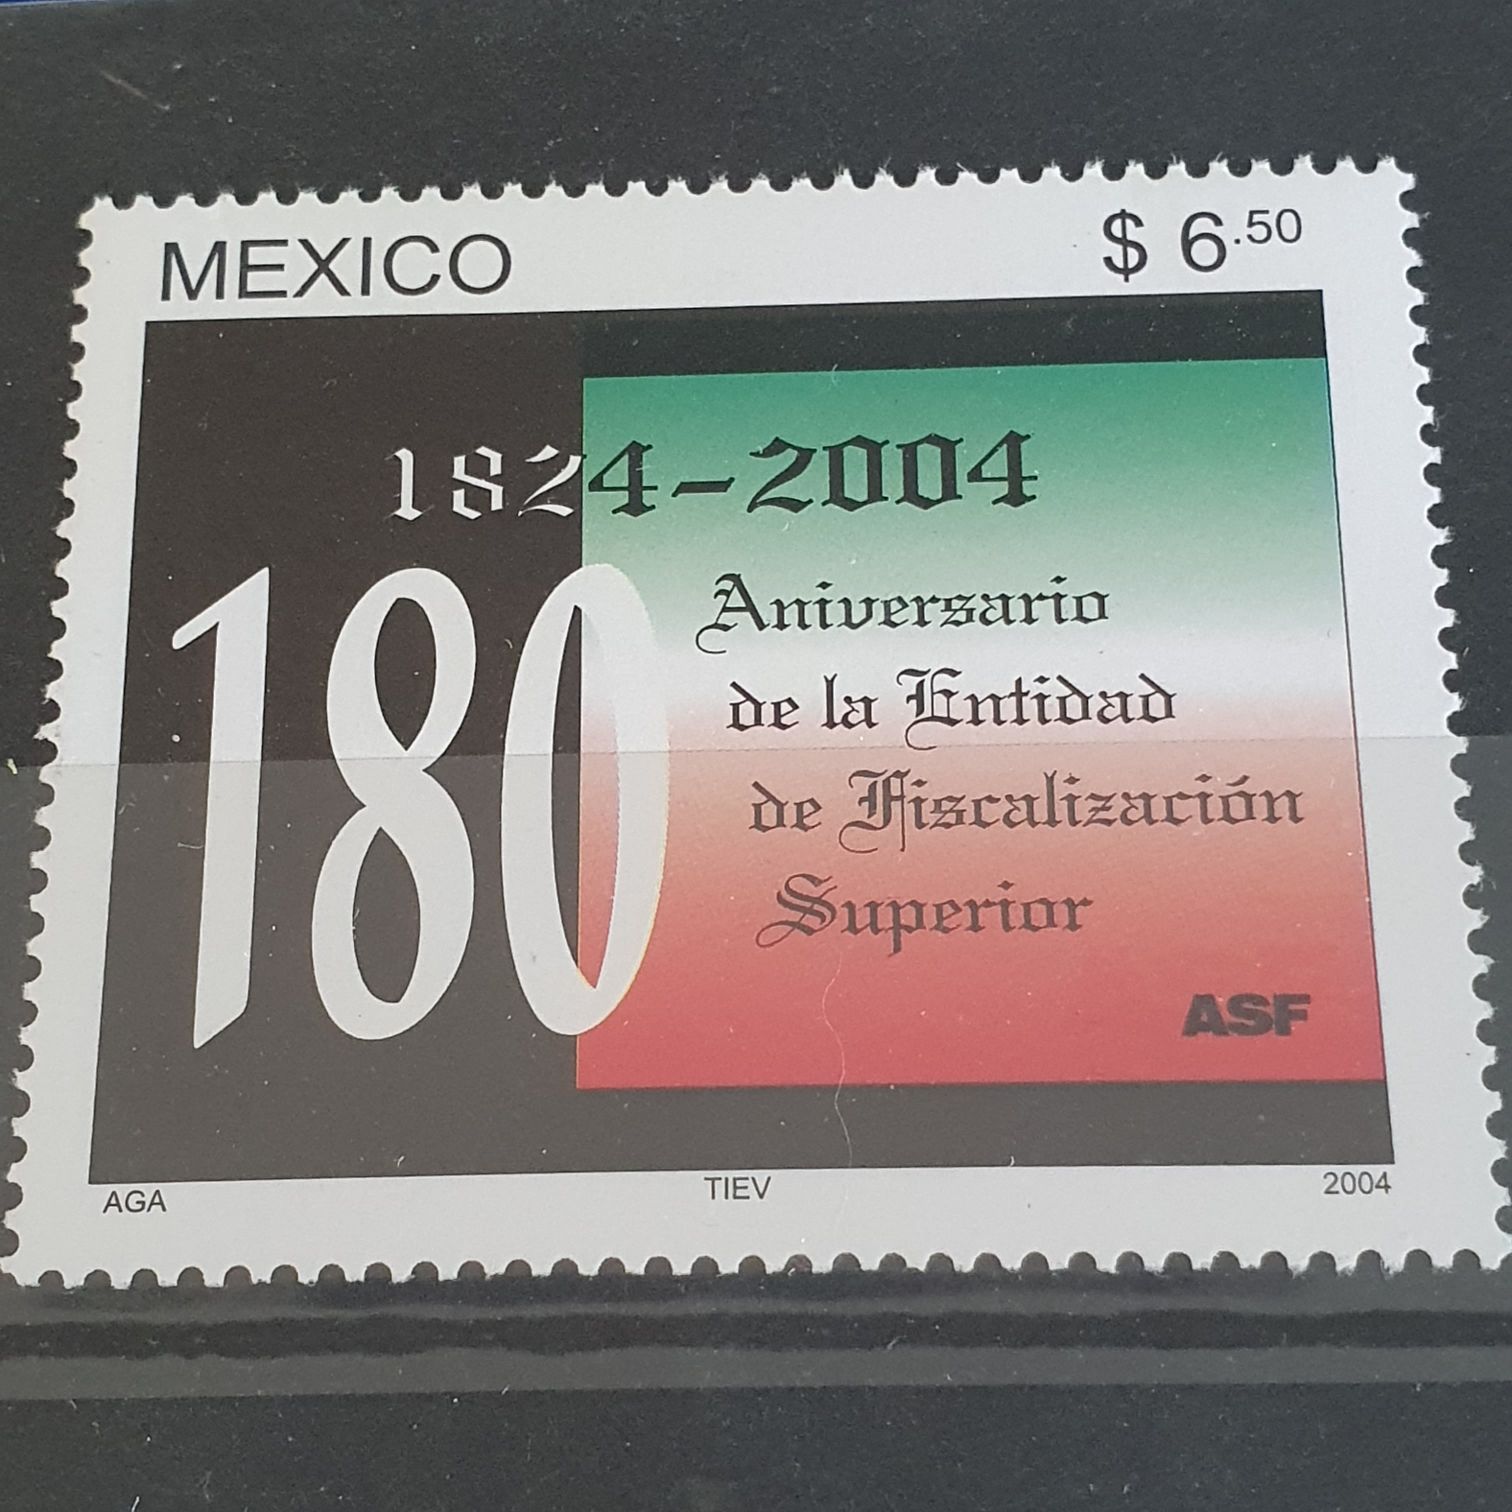 MEXICO $ 6.50
1824-2004
180
Aniversario
de la Entidad
de Fiscalización
Superior
ASF
AGA TIEV 2004